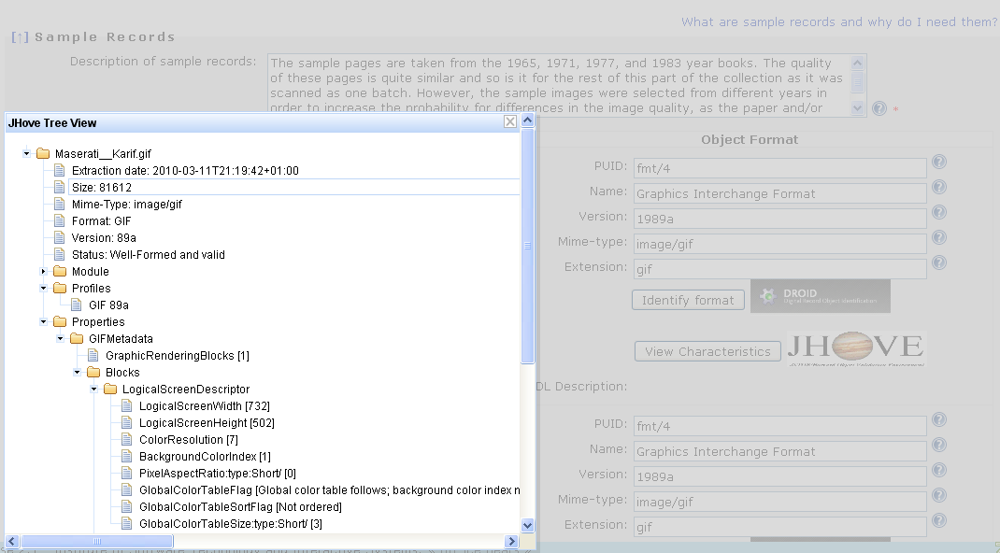 What are sample records and why do I need them?
[↑] Sample Records
Description of sample records:
The sample pages are taken from the 1965, 1971, 1977, and 1983 year books. The quality
of these pages is quite similar and so is it for the rest of this part of the collection as it was
scanned as one batch. However, the sample images were selected from different years in
order to increase the probability for differences in the image quality, as the paper and/or
*
JHove Tree View
Maserati__Karif.gif
Extraction date: 2010-03-11T21:19:42+01:00
Size: 81612
Mime-Type: image/gif
Format: GIF
Version: 89a
Status: Well-Formed and valid
Module
Profiles
GIF 89a
Properties
GIFMetadata
GraphicRenderingBlocks [1]
Blocks
LogicalScreenDescriptor
LogicalScreenWidth [732]
LogicalScreenHeight [502]
ColorResolution [7]
BackgroundColorIndex [1]
PixelAspectRatio:type:Short/ [0]
GlobalColorTableFlag [Global color table follows; background color index n
GlobalColorTableSortFlag [Not ordered]
GlobalColorTableSize:type:Short/ [3]
Object Format
PUID: fmt/4
Name: Graphics Interchange Format
Version: 1989a
Mime-type: image/gif
Extension: gif
Identify format
DROID
Digital Record Object Identification
View Characteristics
JHOVE
DL Description:
PUID: fmt/4
Name: Graphics Interchange Format
Version: 1989a
Mime-type: image/gif
Extension: gif